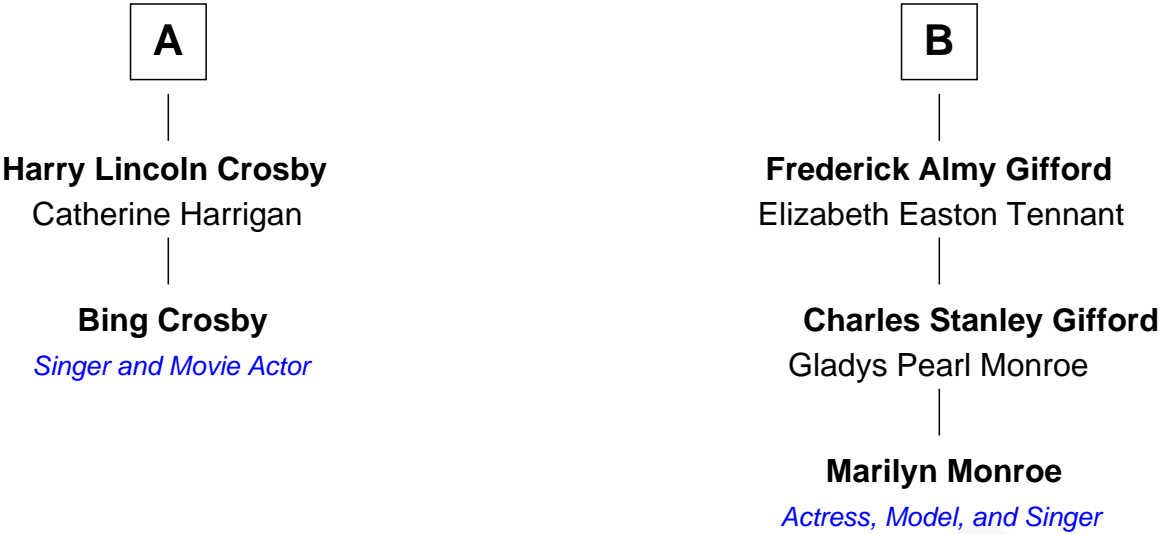 A
Harry Lincoln Crosby
Catherine Harrigan
Bing Crosby
Singer and Movie Actor
B
Frederick Almy Gifford
Elizabeth Easton Tennant
Charles Stanley Gifford
Gladys Pearl Monroe
Marilyn Monroe
Actress, Model, and Singer